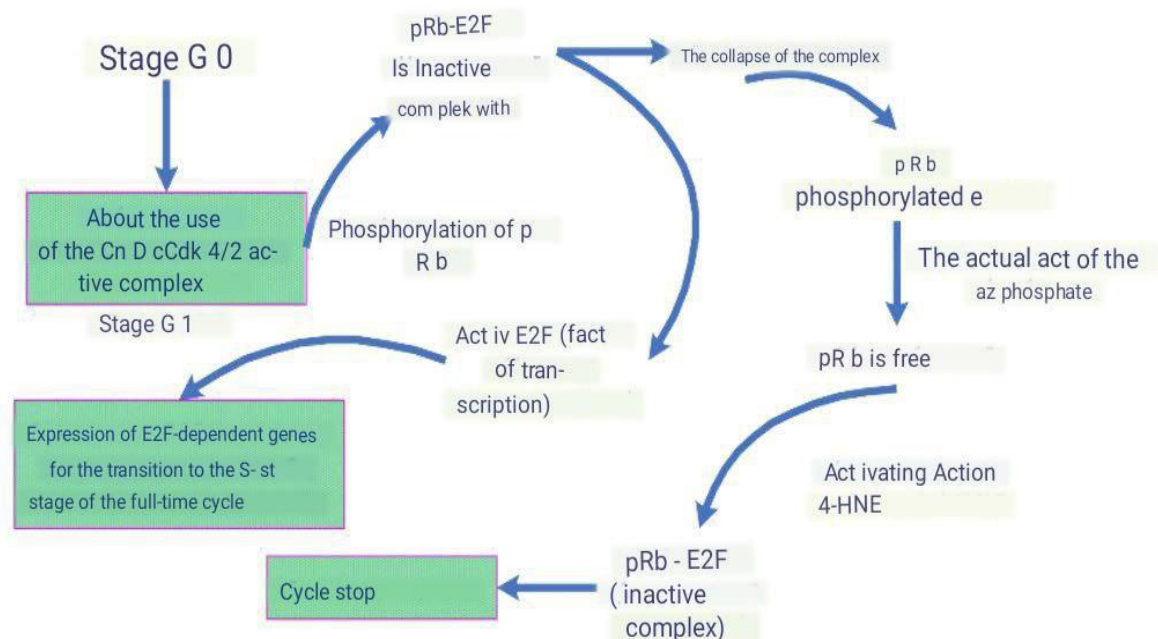 Stage G 0
pRb-E2F
Is Inactive
com plek with
The collapse of the complex
About the use
of the Cn D cCdk 4/2 ac-
tive complex
Stage G 1
Phosphorylation of p
R b
p R b
phosphorylated e
The actual act of the
az phosphate
Act iv E2F (fact
of tran-
scription)
pR b is free
Expression of E2F-dependent genes
for the transition to the S- st
stage of the full-time cycle
Act ivating Action
4-HNE
pRb - E2F
( inactive
complex)
Cycle stop